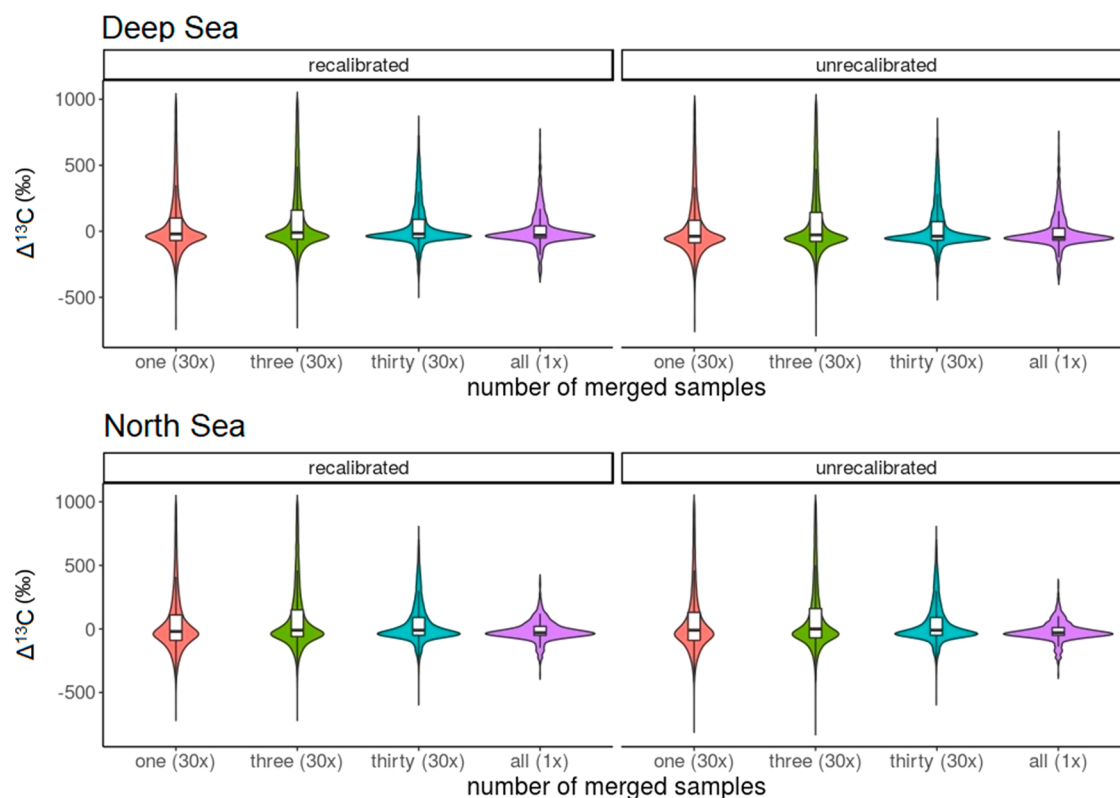 Deep Sea
recalibrated
unrecalibrated
Δ¹³C (‰)
1000
500
0
-500
one (30x) three (30x) thirty (30x) all (1x)
one (30x) three (30x) thirty (30x) all (1x)
number of merged samples
North Sea
recalibrated
unrecalibrated
Δ¹³C (‰)
1000
500
0
-500
one (30x) three (30x) thirty (30x) all (1x)
one (30x) three (30x) thirty (30x) all (1x)
number of merged samples